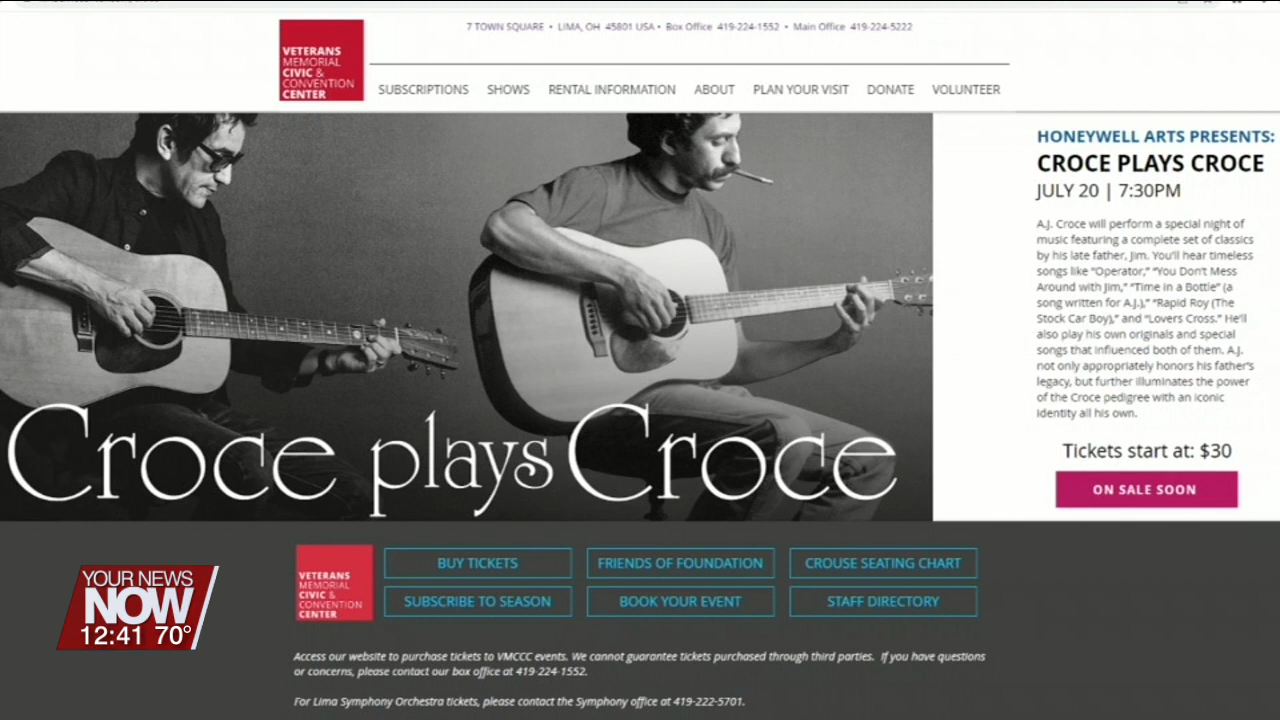 7 TOWN SQUARE • LIMA, OH 45801 USA • Box Office 419-224-1552 • Main Office 419-224-5222
VETERANS
MEMORIAL
CIVIC &
CONVENTION
CENTER
SUBSCRIPTIONS SHOWS RENTAL INFORMATION ABOUT PLAN YOUR VISIT DONATE VOLUNTEER
HONEYWELL ARTS PRESENTS:
CROCE PLAYS CROCE
JULY 20 | 7:30PM
A.J. Croce will perform a special night of
music featuring a complete set of classics
by his late father, Jim. You'll hear timeless
songs like "Operator," "You Don't Mess
Around with Jim," "Time in a Bottle" (a
song written for A.J.)," "Rapid Roy (The
Stock Car Boy)," and "Lovers Cross." He'll
also play his own originals and special
songs that influenced both of them. A.J.
not only appropriately honors his father's
legacy, but further illuminates the power
of the Croce pedigree with an iconic
identity all his own.
Tickets start at: $30
ON SALE SOON
Croce plays Croce
VETERANS
MEMORIAL
CIVIC &
CONVENTION
CENTER
BUY TICKETS FRIENDS OF FOUNDATION CROUSE SEATING CHART
SUBSCRIBE TO SEASON BOOK YOUR EVENT STAFF DIRECTORY
YOUR NEWS
NOW
12:41 70°
Access our website to purchase tickets to VMCCC events. We cannot guarantee tickets purchased through third parties. If you have questions
or concerns, please contact our box office at 419-224-1552.
For Lima Symphony Orchestra tickets, please contact the Symphony office at 419-222-5701.